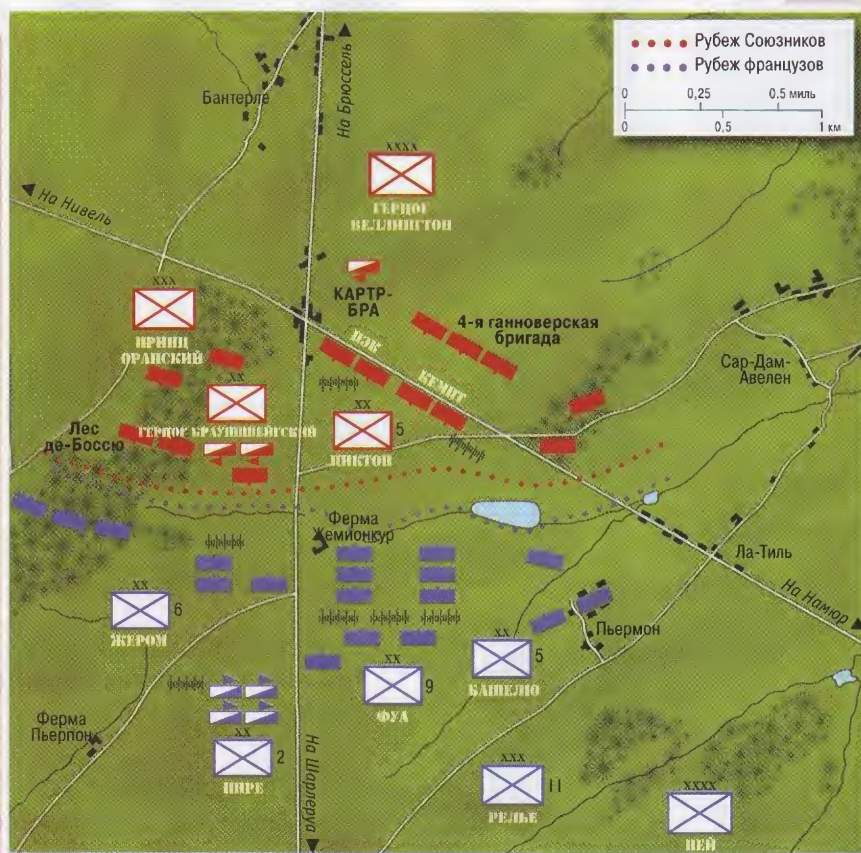 Рубеж Союзников
Рубеж французов
0 0,25 0.5 миль
0 0,5 1 км
На Брюссель
Бантерле
XXXX
ГЕРЦОГ
ВЕЛЛИНГТОН
На Нивель
XXX
ПРИНЦ
ОРАНСКИЙ
КАРТР-
БРА
4-я ганноверская
бригада
ПЭК
КЕМПТ
Сар-Дам-
Авелен
XX
ГЕРЦОГ БРАУНШВЕЙГСКИЙ
XX
5
ПИКТОН
Лес
де-Боссю
Ферма
Жемионкур
Ла-Тиль
На Намюр
XX
6
ЖЕРОМ
Пьермон
XX
5
БАШЕЛЮ
XX
9
ФУА
Ферма
Пьерпон
XX
2
ПИРЕ
На Шарлеруа
XXX
II
РЕЛЬЕ
XXXX
НЕЙ